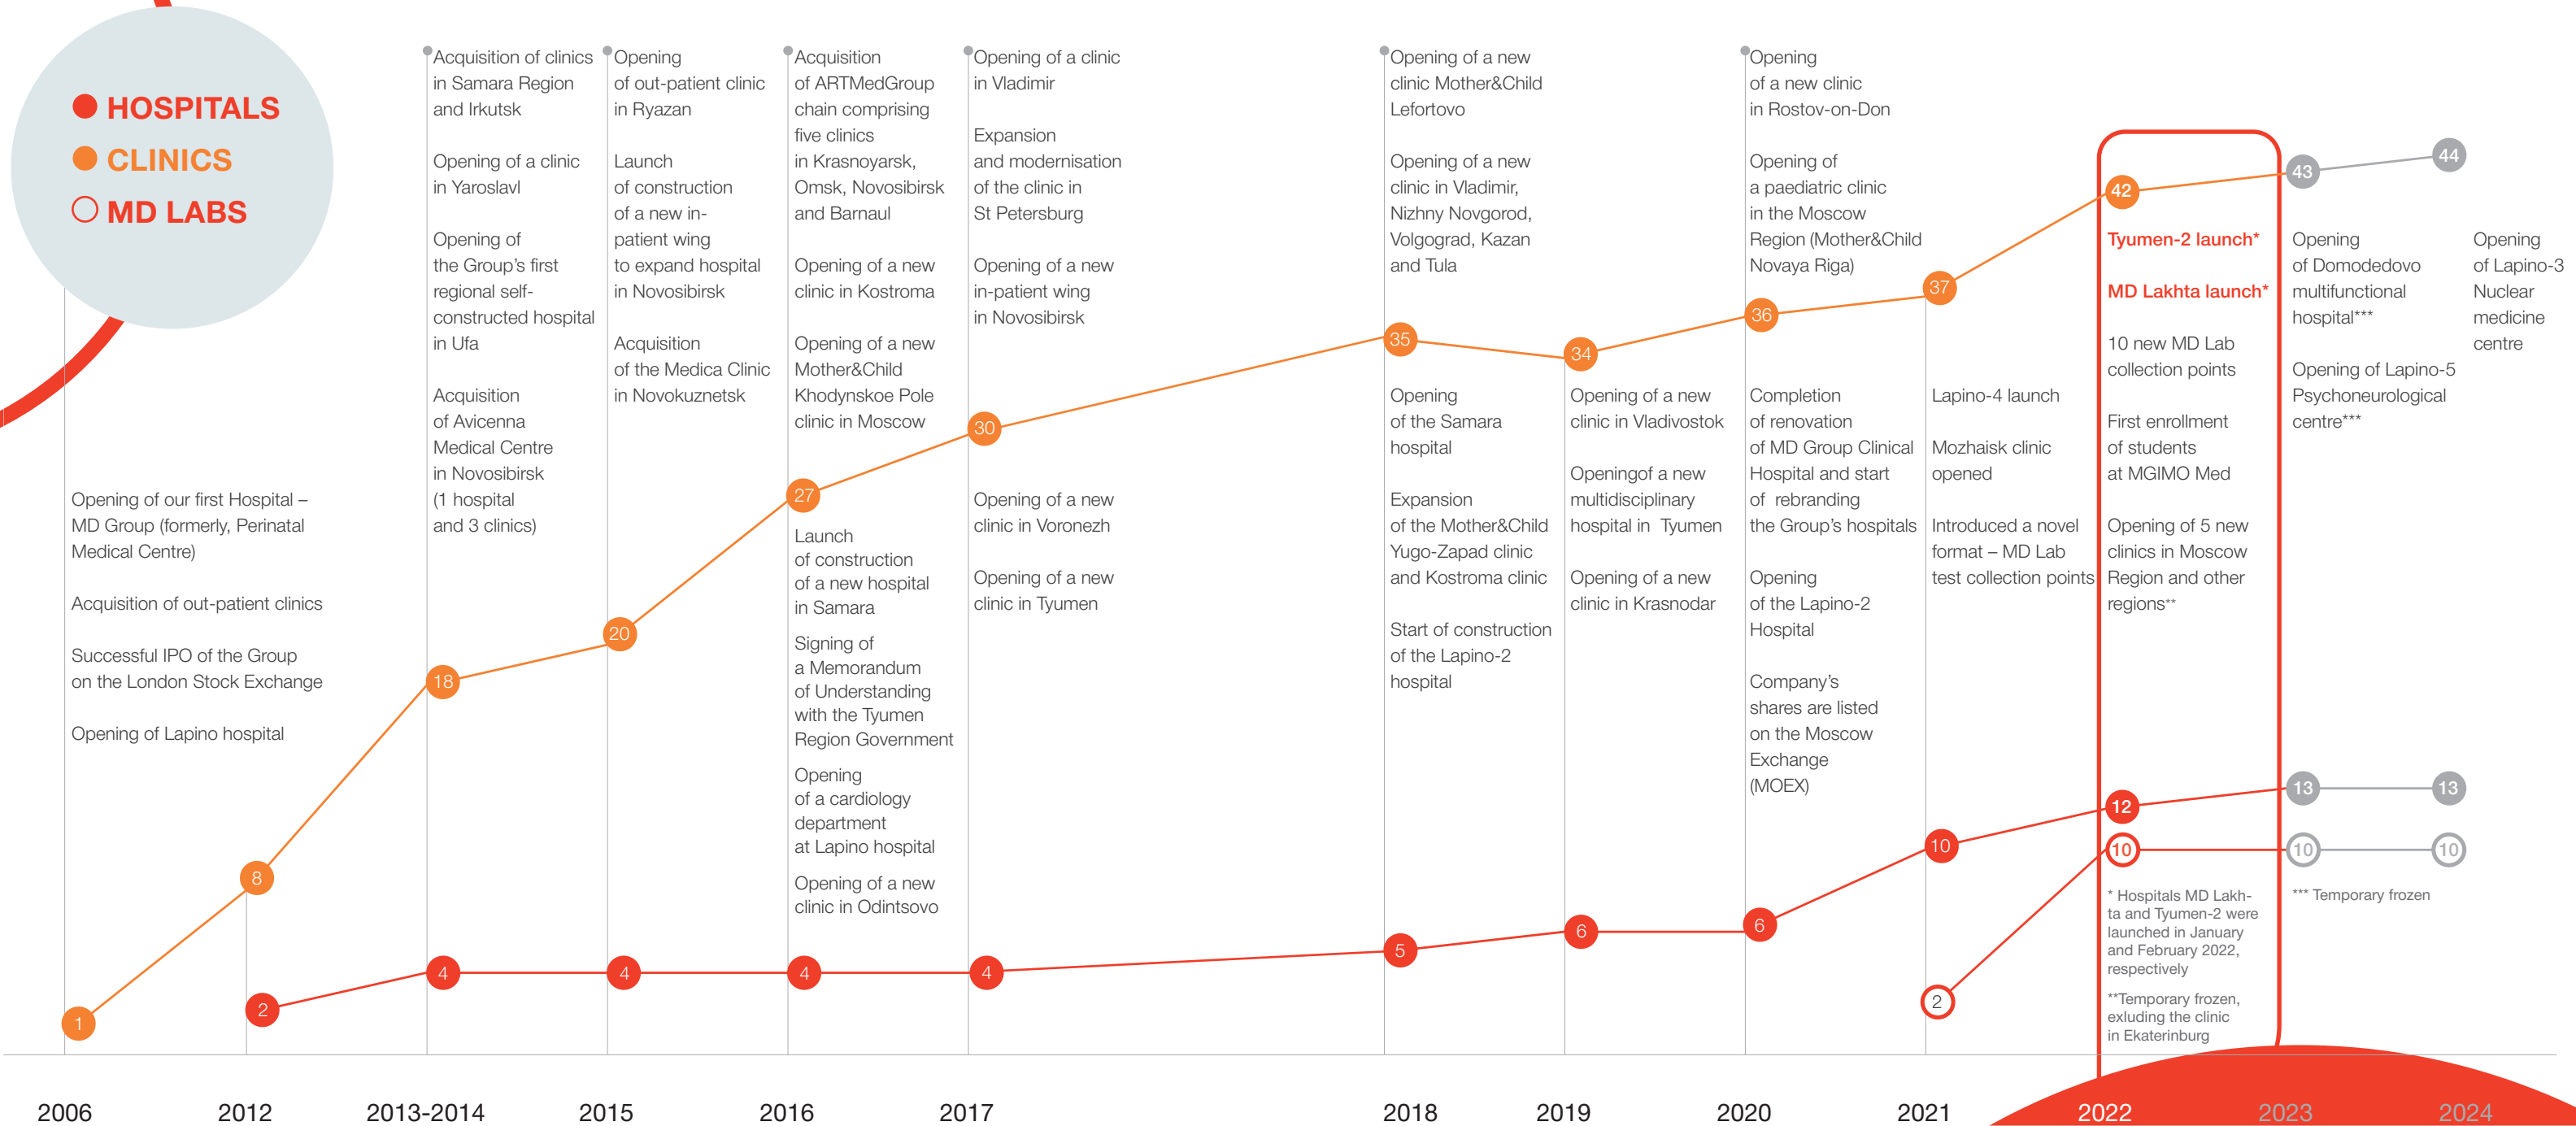 HOSPITALS
CLINICS
MD LABS
Opening of our first Hospital –
MD Group (formerly, Perinatal
Medical Centre)
Acquisition of out-patient clinics
Successful IPO of the Group
on the London Stock Exchange
Opening of Lapino hospital
Acquisition of clinics
in Samara Region
and Irkutsk
Opening of a clinic
in Yaroslavl
Opening of
the Group's first
regional self-
constructed hospital
in Ufa
Acquisition
of Avicenna
Medical Centre
in Novosibirsk
(1 hospital
and 3 clinics)
Opening
of out-patient clinic
in Ryazan
Launch
of construction
of a new in-
patient wing
to expand hospital
in Novosibirsk
Acquisition
of the Medica Clinic
in Novokuznetsk
Acquisition
of ARTMedGroup
chain comprising
five clinics
in Krasnoyarsk,
Omsk, Novosibirsk
and Barnaul
Opening of a new
clinic in Kostroma
Opening of a new
Mother&Child
Khodynskoe Pole
clinic in Moscow
Launch
of construction
of a new hospital
in Samara
Signing of
a Memorandum
of Understanding
with the Tyumen
Region Government
Opening
of a cardiology
department
at Lapino hospital
Opening of a new
clinic in Odintsovo
Opening of a clinic
in Vladimir
Expansion
and modernisation
of the clinic in
St Petersburg
Opening of a new
in-patient wing
in Novosibirsk
Opening of a new
clinic in Voronezh
Opening of a new
clinic in Tyumen
Opening of a new
clinic Mother&Child
Lefortovo
Opening of a new
clinic in Vladimir,
Nizhny Novgorod,
Volgograd, Kazan
and Tula
Opening
of the Samara
hospital
Expansion
of the Mother&Child
Yugo-Zapad clinic
and Kostroma clinic
Start of construction
of the Lapino-2
hospital
Opening of a new
clinic in Vladivostok
Openingof a new
multidisciplinary
hospital in Tyumen
Opening of a new
clinic in Krasnodar
Opening
of a new clinic
in Rostov-on-Don
Opening of
a paediatric clinic
in the Moscow
Region (Mother&Child
Novaya Riga)
Completion
of renovation
of MD Group Clinical
Hospital and start
of rebranding
the Group's hospitals
Opening
of the Lapino-2
Hospital
Company's
shares are listed
on the Moscow
Exchange
(MOEX)
Lapino-4 launch
Mozhaisk clinic
opened
Introduced a novel
format – MD Lab
test collection points
Tyumen-2 launch*
MD Lakhta launch*
10 new MD Lab
collection points
First enrollment
of students
at MGIMO Med
Opening of 5 new
clinics in Moscow
Region and other
regions**
* Hospitals MD Lakh-
ta and Tyumen-2 were
launched in January
and February 2022,
respectively
**Temporary frozen,
exluding the clinic
in Ekaterinburg
Opening
of Domodedovo
multifunctional
hospital***
Opening of Lapino-5
Psychoneurological
centre***
*** Temporary frozen
Opening
of Lapino-3
Nuclear
medicine
centre
1
8
18
20
27
30
35
34
36
37
42
43
44
2
4
4
4
4
5
6
6
10
12
13
13
2
10
10
10
2006
2012
2013-2014
2015
2016
2017
2018
2019
2020
2021
2022
2023
2024